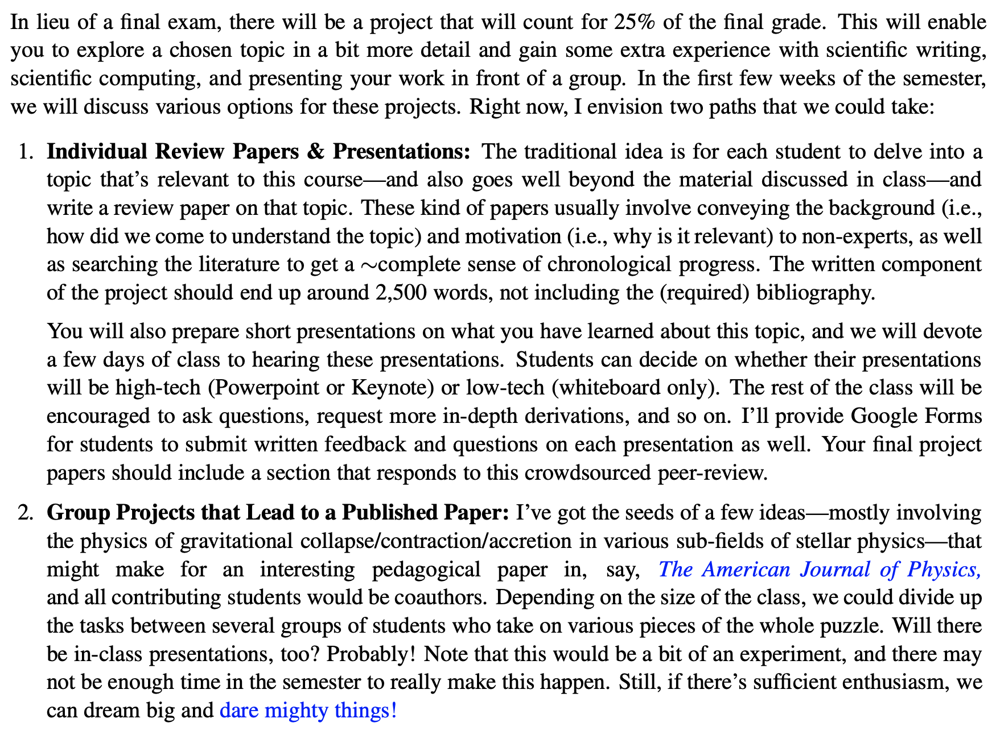 In lieu of a final exam, there will be a project that will count for 25% of the final grade. This will enable
you to explore a chosen topic in a bit more detail and gain some extra experience with scientific writing,
scientific computing, and presenting your work in front of a group. In the first few weeks of the semester,
we will discuss various options for these projects. Right now, I envision two paths that we could take:
1. Individual Review Papers & Presentations: The traditional idea is for each student to delve into a
topic that’s relevant to this course—and also goes well beyond the material discussed in class—and
write a review paper on that topic. These kind of papers usually involve conveying the background (i.e.,
how did we come to understand the topic) and motivation (i.e., why is it relevant) to non-experts, as well
as searching the literature to get a ∼complete sense of chronological progress. The written component
of the project should end up around 2,500 words, not including the (required) bibliography.
You will also prepare short presentations on what you have learned about this topic, and we will devote
a few days of class to hearing these presentations. Students can decide on whether their presentations
will be high-tech (Powerpoint or Keynote) or low-tech (whiteboard only). The rest of the class will be
encouraged to ask questions, request more in-depth derivations, and so on. I’ll provide Google Forms
for students to submit written feedback and questions on each presentation as well. Your final project
papers should include a section that responds to this crowdsourced peer-review.
2. Group Projects that Lead to a Published Paper: I’ve got the seeds of a few ideas—mostly involving
the physics of gravitational collapse/contraction/accretion in various sub-fields of stellar physics—that
might make for an interesting pedagogical paper in, say, The American Journal of Physics,
and all contributing students would be coauthors. Depending on the size of the class, we could divide up
the tasks between several groups of students who take on various pieces of the whole puzzle. Will there
be in-class presentations, too? Probably! Note that this would be a bit of an experiment, and there may
not be enough time in the semester to really make this happen. Still, if there’s sufficient enthusiasm, we
can dream big and dare mighty things!